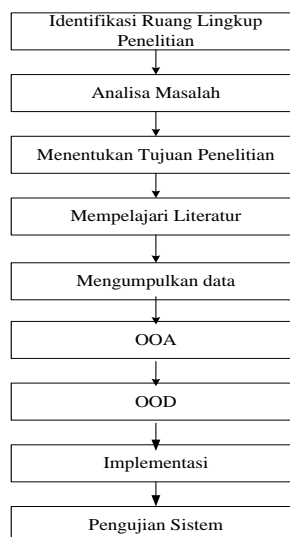 Identifikasi Ruang Lingkup
Penelitian
Analisa Masalah
Menentukan Tujuan Penelitian
Mempelajari Literatur
Mengumpulkan data
OOA
OOD
Implementasi
Pengujian Sistem